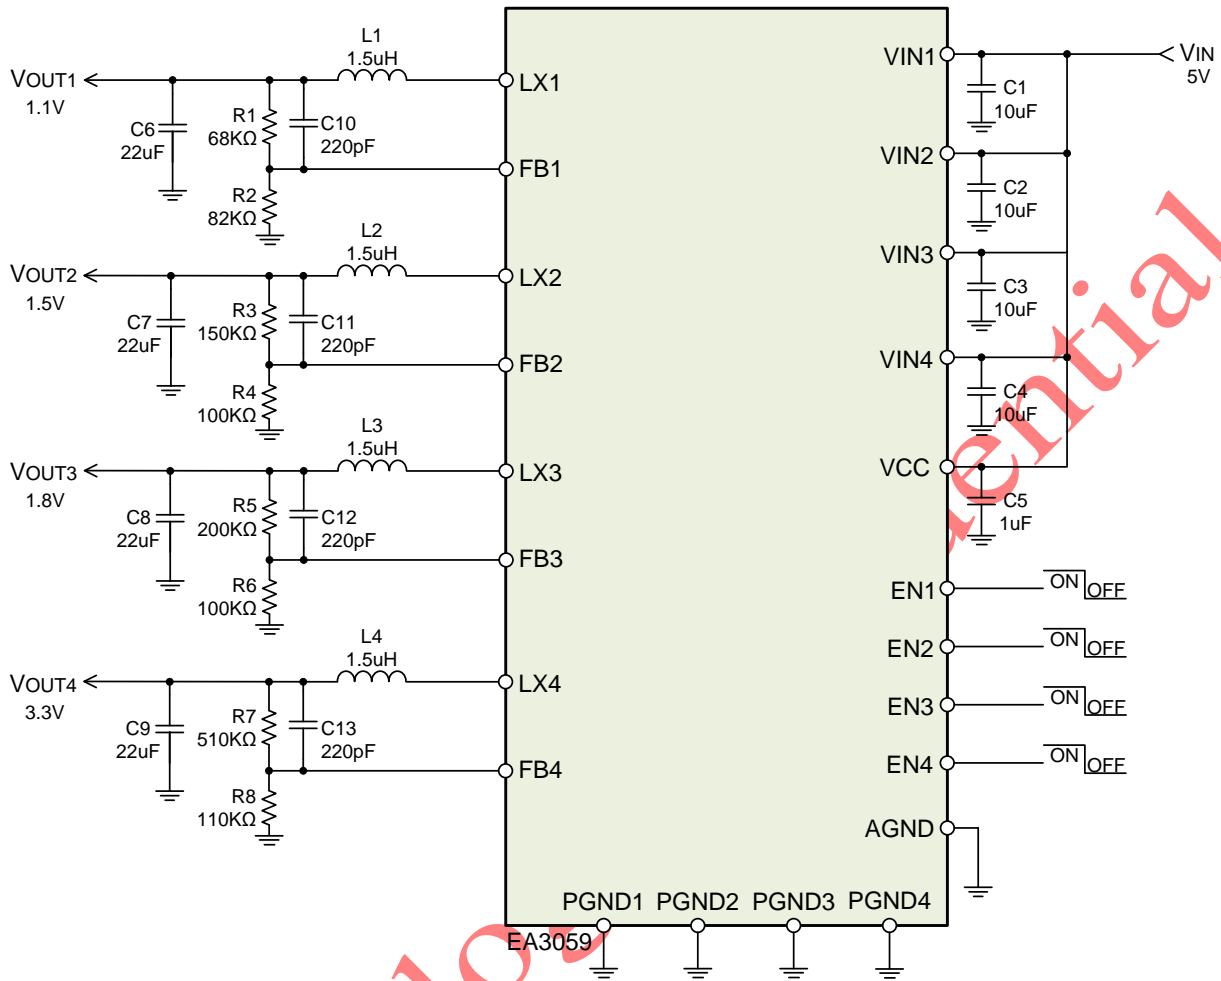 L1
1.5uH
VOUT1
1.1V
C6
22uF
R1
68KΩ
C10
220pF
R2
82KΩ
LX1
FB1
L2
1.5uH
VOUT2
1.5V
C7
22uF
R3
150KΩ
C11
220pF
R4
100KΩ
LX2
FB2
L3
1.5uH
VOUT3
1.8V
C8
22uF
R5
200KΩ
C12
220pF
R6
100KΩ
LX3
FB3
L4
1.5uH
VOUT4
3.3V
C9
22uF
R7
510KΩ
C13
220pF
R8
110KΩ
LX4
FB4
VIN1
VIN
5V
C1
10uF
VIN2
C2
10uF
VIN3
C3
10uF
VIN4
C4
10uF
VCC
C5
1uF
EN1
ON
OFF
EN2
ON
OFF
EN3
ON
OFF
EN4
ON
OFF
AGND
PGND1 PGND2 PGND3 PGND4
EA3059